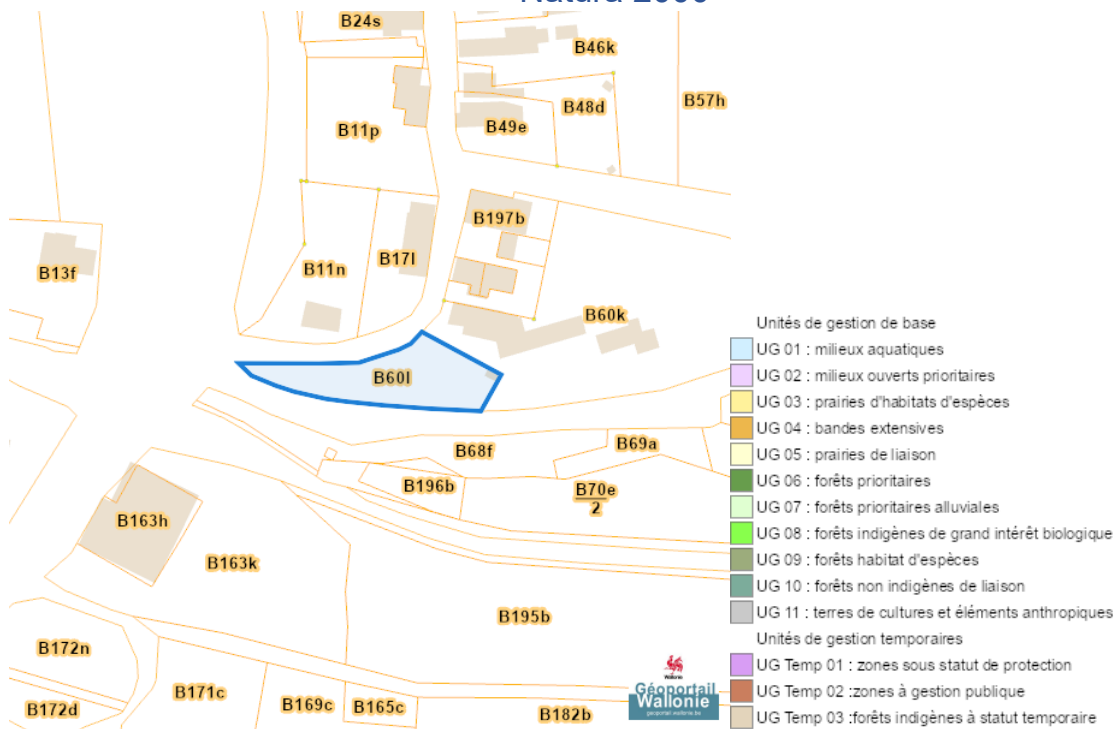 Natura 2000
B24s
B46k
B57h
B48d
B49e
B11p
B197b
B17l
B11n
B13f
B60k
B60l
B68f
B69a
B196b
B70e
2
B163h
B163k
B195b
B172n
B171c
B169c
B165c
B172d
B182b
Wallonie
Géoportail
Wallonie
geoportail.wallonie.be
Unités de gestion de base
UG 01 : milieux aquatiques
UG 02 : milieux ouverts prioritaires
UG 03 : prairies d'habitats d'espèces
UG 04 : bandes extensives
UG 05 : prairies de liaison
UG 06 : forêts prioritaires
UG 07 : forêts prioritaires alluviales
UG 08 : forêts indigènes de grand intérêt biologique
UG 09 : forêts habitat d'espèces
UG 10 : forêts non indigènes de liaison
UG 11 : terres de cultures et éléments anthropiques
Unités de gestion temporaires
UG Temp 01 : zones sous statut de protection
UG Temp 02 :zones à gestion publique
UG Temp 03 :forêts indigènes à statut temporaire